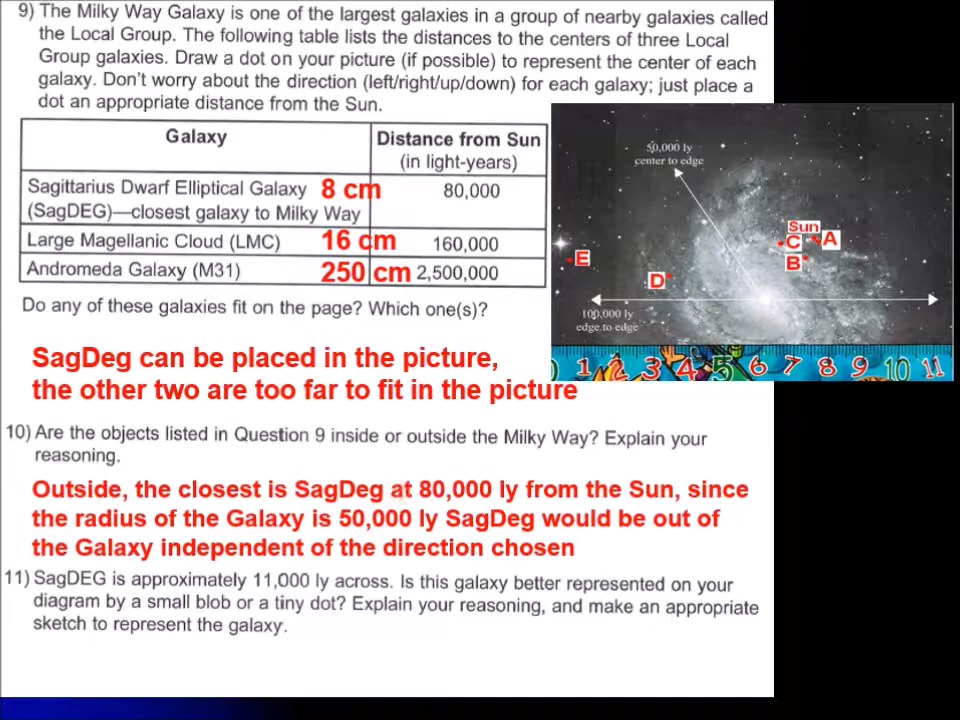 9) The Milky Way Galaxy is one of the largest galaxies in a group of nearby galaxies called
the Local Group. The following table lists the distances to the centers of three Local
Group galaxies. Draw a dot on your picture (if possible) to represent the center of each
galaxy. Don't worry about the direction (left/right/up/down) for each galaxy; just place a
dot an appropriate distance from the Sun.
Galaxy
Distance from Sun
(in light-years)
Sagittarius Dwarf Elliptical Galaxy 8 cm 80,000
(SagDEG)—closest galaxy to Milky Way
Large Magellanic Cloud (LMC) 16 cm 160,000
Andromeda Galaxy (M31) 250 cm 2,500,000
50,000 ly
center to edge
Sun
C
A
B
E
D
100,000 ly
edge to edge
0 1 2 3 4 5 6 7 8 9 10 11
Do any of these galaxies fit on the page? Which one(s)?
SagDeg can be placed in the picture,
the other two are too far to fit in the picture
10) Are the objects listed in Question 9 inside or outside the Milky Way? Explain your
reasoning.
Outside, the closest is SagDeg at 80,000 ly from the Sun, since
the radius of the Galaxy is 50,000 ly SagDeg would be out of
the Galaxy independent of the direction chosen
11) SagDEG is approximately 11,000 ly across. Is this galaxy better represented on your
diagram by a small blob or a tiny dot? Explain your reasoning, and make an appropriate
sketch to represent the galaxy.